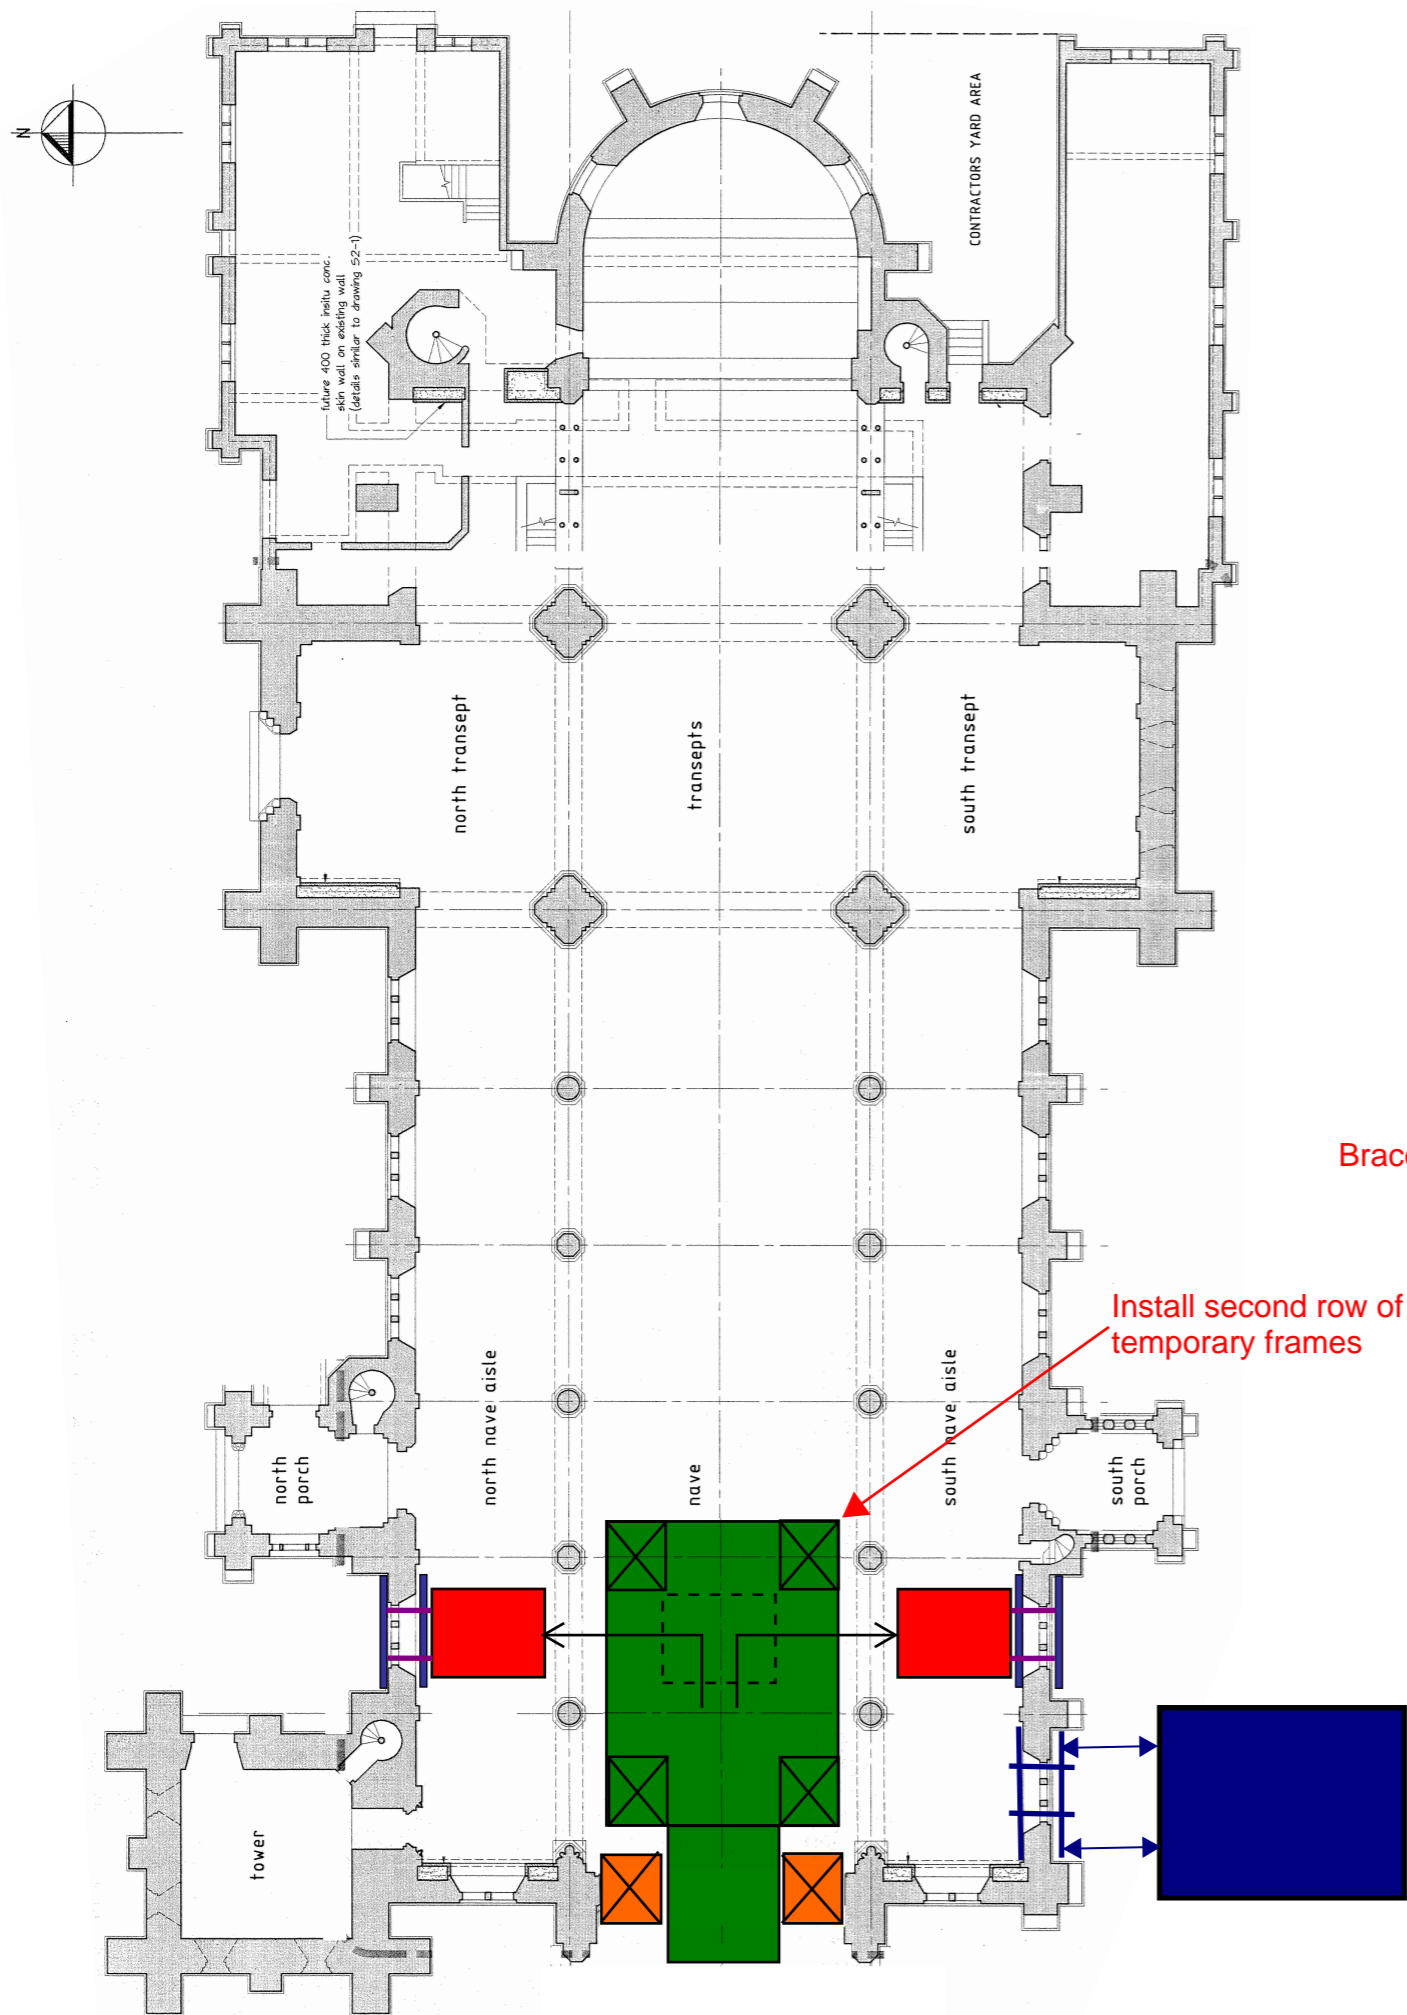 N
CONTRACTORS YARD AREA
future 400 thick insitu conc.
skin wall on existing wall
(details similar to drawing S2-1)
north transept
transepts
south transept
Brace
Install second row of
temporary frames
north nave aisle
south nave aisle
north
porch
nave
south
porch
tower